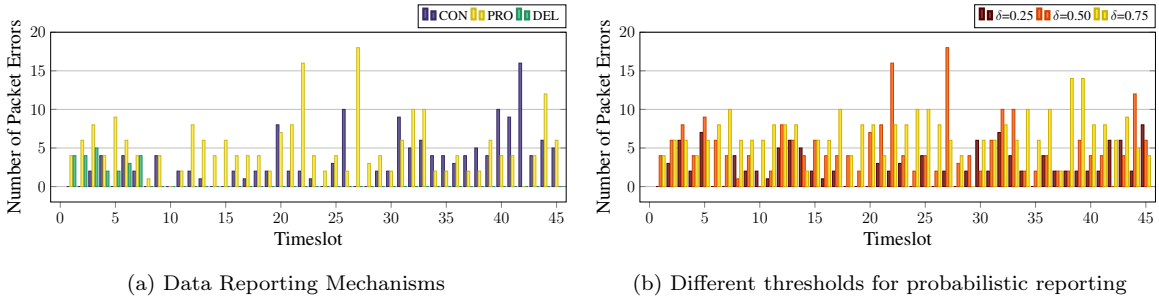 CON PRO DEL
20
15
10
5
0
Number of Packet Errors
0 5 10 15 20 25 30 35 40 45
Timeslot
(a) Data Reporting Mechanisms
δ=0.25 δ=0.50 δ=0.75
20
15
10
5
0
Number of Packet Errors
0 5 10 15 20 25 30 35 40 45
Timeslot
(b) Different thresholds for probabilistic reporting